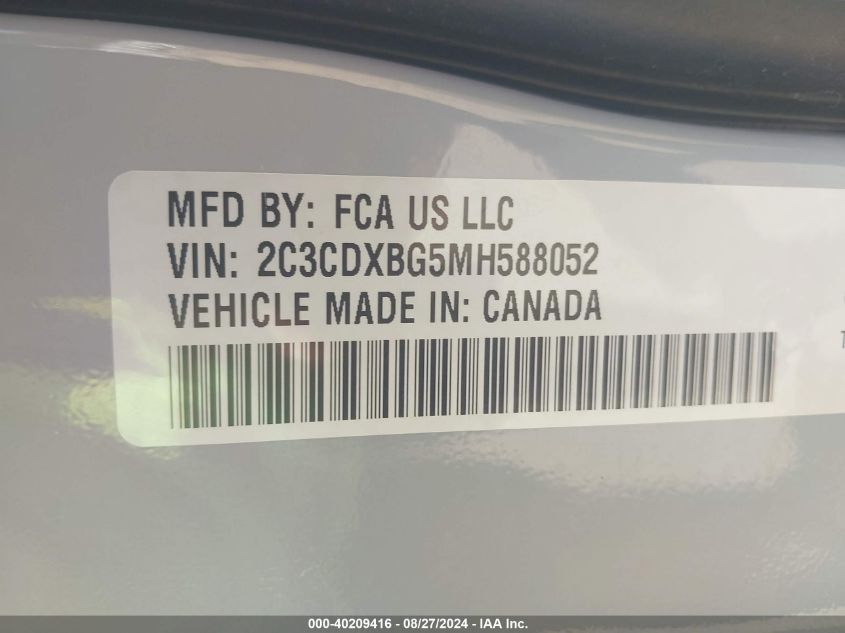 MFD BY: FCA US LLC
VIN: 2C3CDXBG5MH588052
VEHICLE MADE IN: CANADA
000-40209416 - 08/27/2024 - IAA Inc.